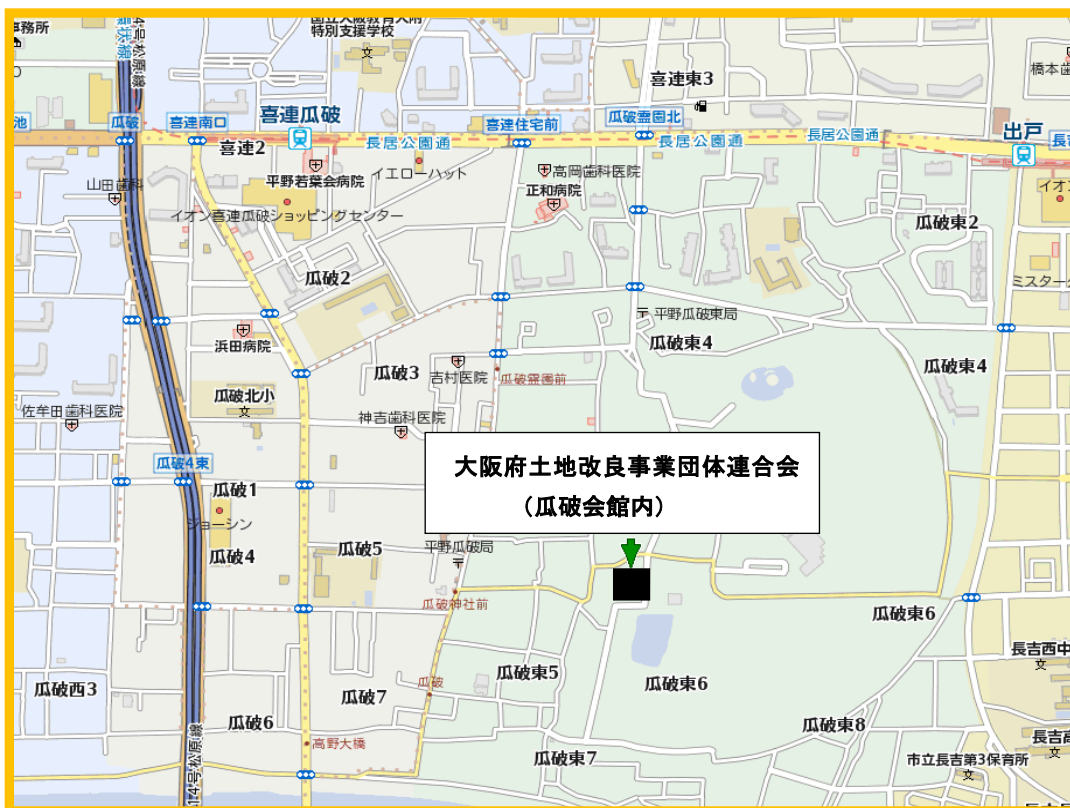 事務所
国立大阪教育大附
特別支援学校
喜連東3
池
瓜破
喜連南口
喜連瓜破
喜連住宅前
瓜破霊園北
出戸
長居公園通
長居公園通
長居公園通
喜連2
平野若葉会病院
イエローハット
高岡歯科医院
正和病院
山田歯科
イオン喜連瓜破ショッピングセンター
瓜破東2
瓜破2
平野瓜破東局
浜田病院
瓜破東4
瓜破東4
瓜破3
吉村医院
瓜破霊園前
瓜破北小
佐牟田歯科医院
神吉歯科医院
大阪府土地改良事業団体連合会
（瓜破会館内）
瓜破4東
瓜破1
ジョーシン
瓜破4
瓜破5
平野瓜破局
瓜破神社前
瓜破東6
長吉西中
瓜破東5
瓜破西3
瓜破7
瓜破
瓜破東6
瓜破6
高野大橋
瓜破東8
瓜破東7
市立長吉第3保育所
14号松原線